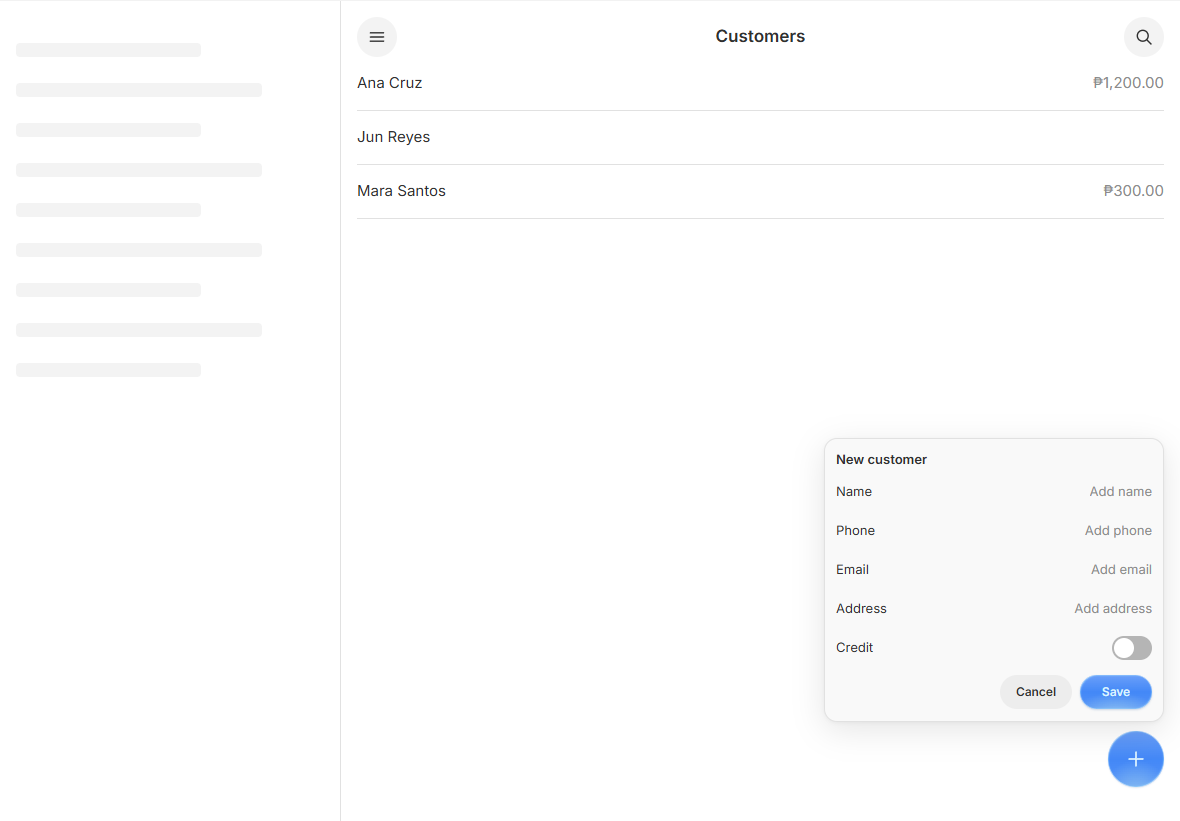 Customers
Ana Cruz ₱1,200.00
Jun Reyes
Mara Santos ₱300.00
New customer
Name Add name
Phone Add phone
Email Add email
Address Add address
Credit
Cancel Save